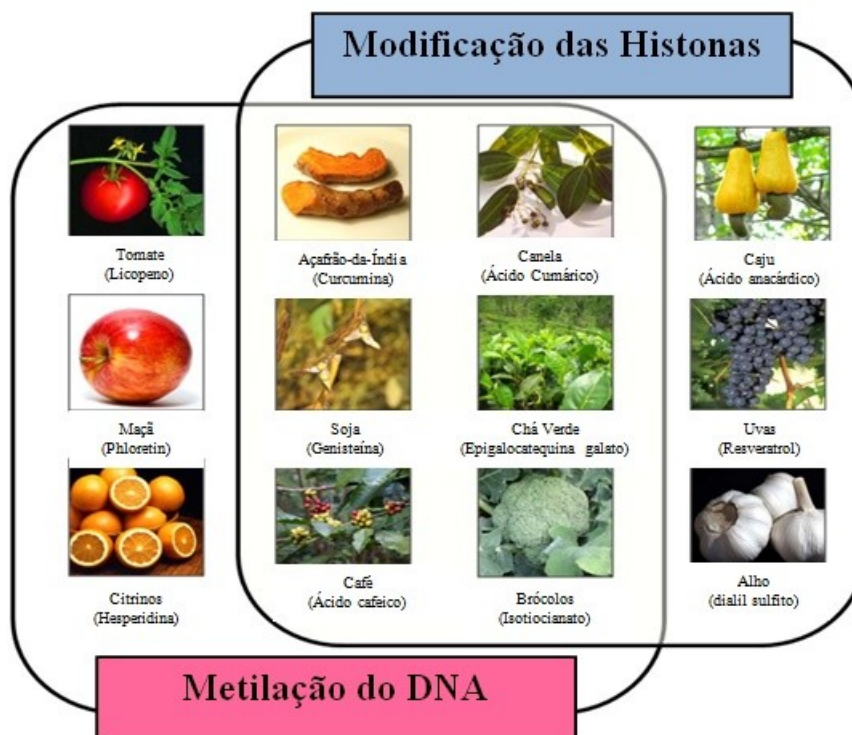 Modificação das Histonas
Tomate
(Licopeno)
Açafrão-da-Índia
(Curcumina)
Canela
(Ácido Cumárico)
Caju
(Ácido anacárdico)
Maçã
(Phloretin)
Soja
(Genisteína)
Chá Verde
(Epigalocatequina galato)
Uvas
(Resveratrol)
Citrinos
(Hesperidina)
Café
(Ácido cafeico)
Brócolos
(Isotiocianato)
Alho
(dialil sulfito)
Metilação do DNA